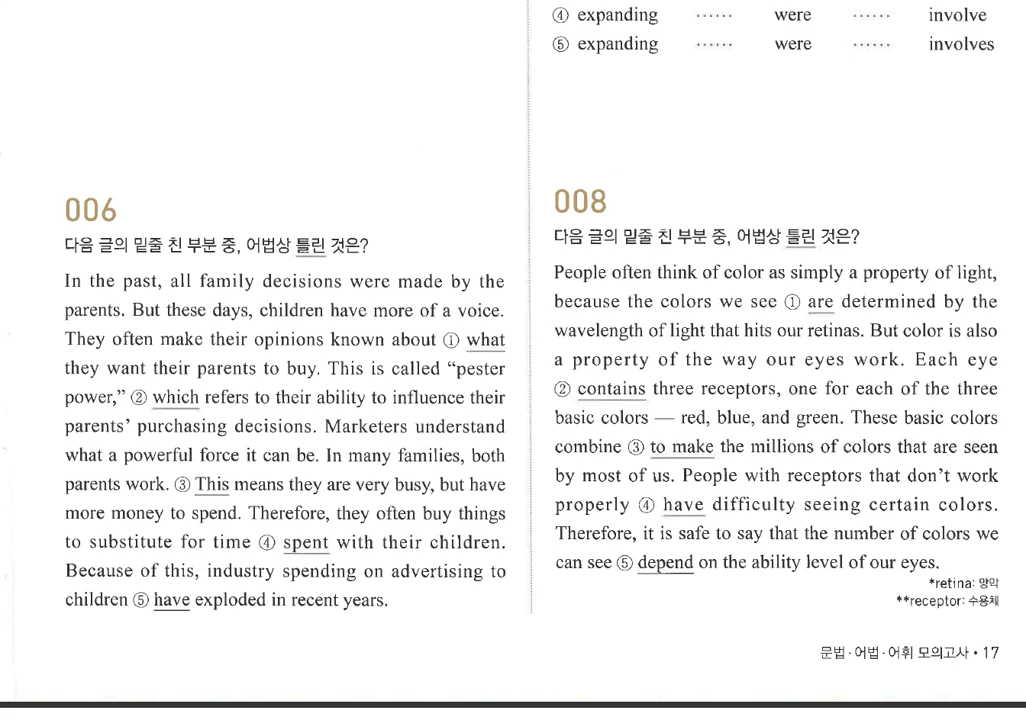 ④ expanding …… were …… involve
⑤ expanding …… were …… involves
006
다음 글의 밑줄 친 부분 중, 어법상 틀린 것은?
In the past, all family decisions were made by the
parents. But these days, children have more of a voice.
They often make their opinions known about ① what
they want their parents to buy. This is called “pester
power,” ② which refers to their ability to influence their
parents’ purchasing decisions. Marketers understand
what a powerful force it can be. In many families, both
parents work. ③ This means they are very busy, but have
more money to spend. Therefore, they often buy things
to substitute for time ④ spent with their children.
Because of this, industry spending on advertising to
children ⑤ have exploded in recent years.
008
다음 글의 밑줄 친 부분 중, 어법상 틀린 것은?
People often think of color as simply a property of light,
because the colors we see ① are determined by the
wavelength of light that hits our retinas. But color is also
a property of the way our eyes work. Each eye
② contains three receptors, one for each of the three
basic colors — red, blue, and green. These basic colors
combine ③ to make the millions of colors that are seen
by most of us. People with receptors that don’t work
properly ④ have difficulty seeing certain colors.
Therefore, it is safe to say that the number of colors we
can see ⑤ depend on the ability level of our eyes.
*retina: 망막
**receptor: 수용체
문법·어법·어휘 모의고사 • 17